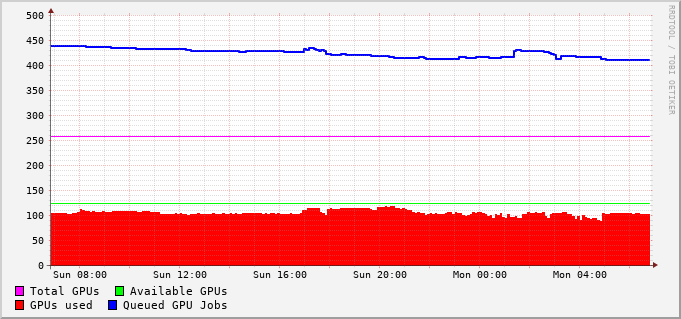 500
450
400
350
300
250
200
150
100
50
0
Sun 08:00 Sun 12:00 Sun 16:00 Sun 20:00 Mon 00:00 Mon 04:00
Total GPUs Available GPUs
GPUs used Queued GPU Jobs
RRDTOOL / TOBI OETIKER